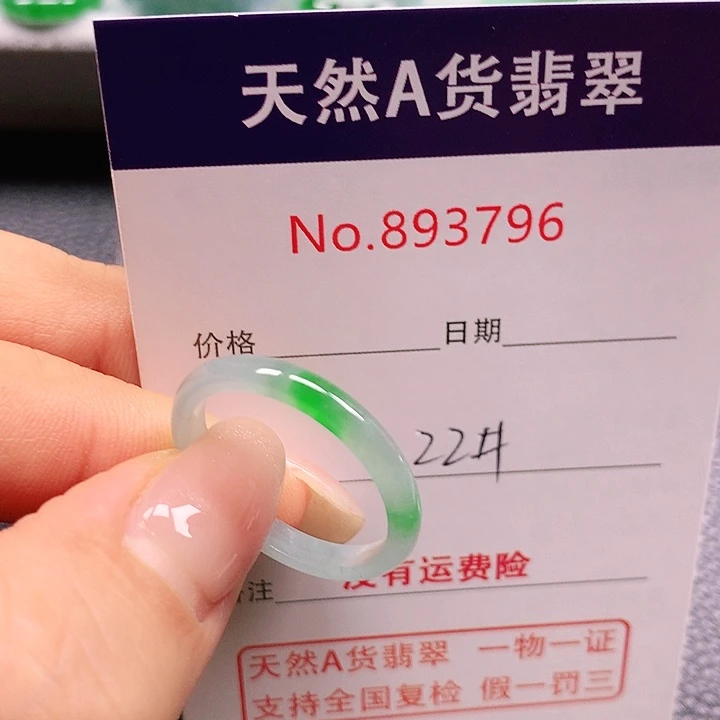 天然A货翡翠
No.893796
价格 日期
22#
没有运费险
注
天然A货翡翠 一物一证
支持全国复检 假一罚三